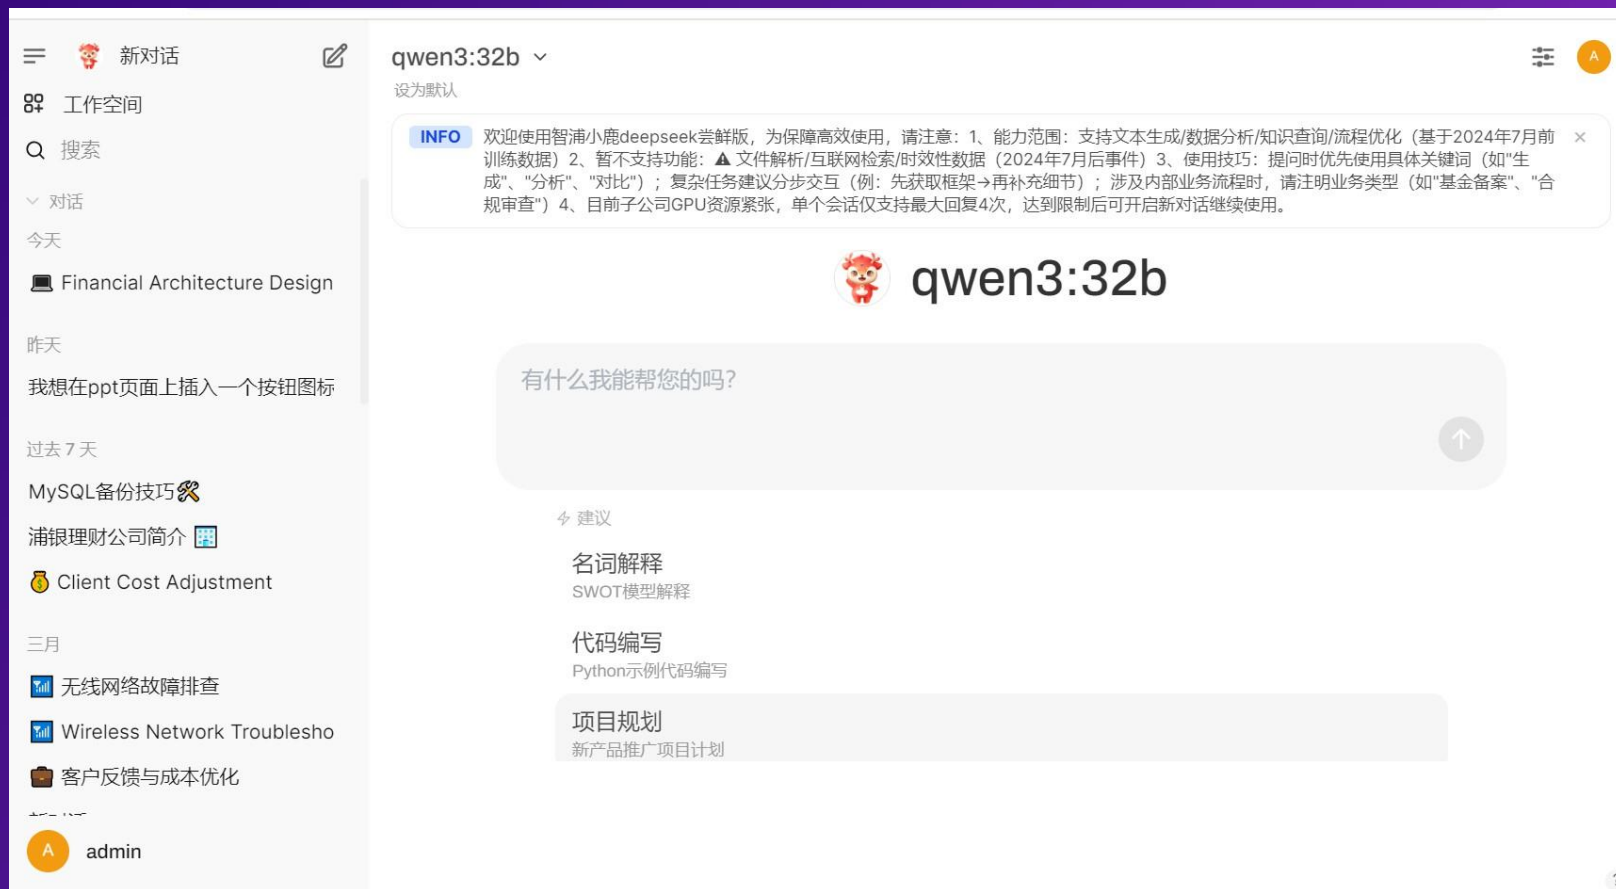 新对话
工作空间
搜索
对话
今天
Financial Architecture Design
昨天
我想在ppt页面上插入一个按钮图标
过去 7 天
MySQL备份技巧
浦银理财公司简介
Client Cost Adjustment
三月
无线网络故障排查
Wireless Network Troublesho
客户反馈与成本优化
A
admin
qwen3:32b
设为默认
A
INFO
欢迎使用智浦小鹿deepseek尝鲜版，为保障高效使用，请注意：1、能力范围：支持文本生成/数据分析/知识查询/流程优化（基于2024年7月前
训练数据）2、暂不支持功能：⚠ 文件解析/互联网检索/时效性数据（2024年7月后事件）3、使用技巧：提问时优先使用具体关键词（如"生
成"、"分析"、"对比"）；复杂任务建议分步交互（例：先获取框架→再补充细节）；涉及内部业务流程时，请注明业务类型（如"基金备案"、"合
规审查"）4、目前子公司GPU资源紧张，单个会话仅支持最大回复4次，达到限制后可开启新对话继续使用。
qwen3:32b
有什么我能帮您的吗？
建议
名词解释
SWOT模型解释
代码编写
Python示例代码编写
项目规划
新产品推广项目计划